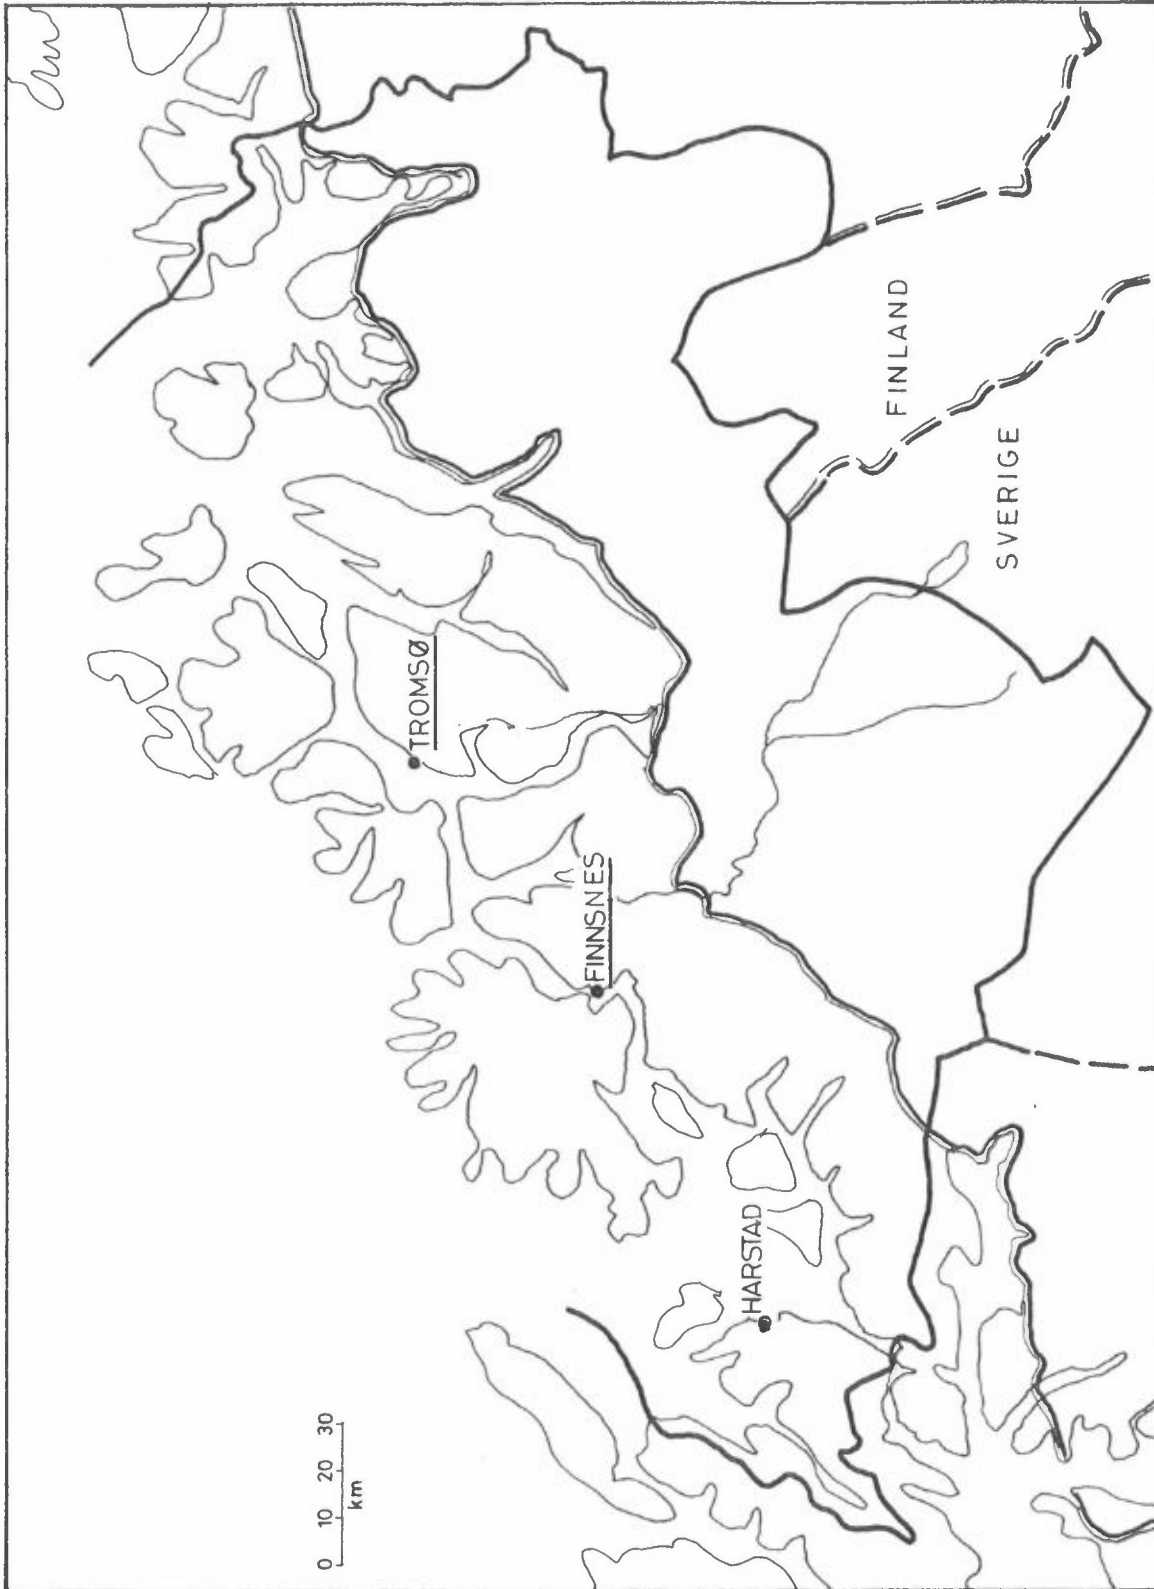 TROMSØ
FINNSNES
HARSTAD
FINLAND
SVERIGE
0 10 20 30
km